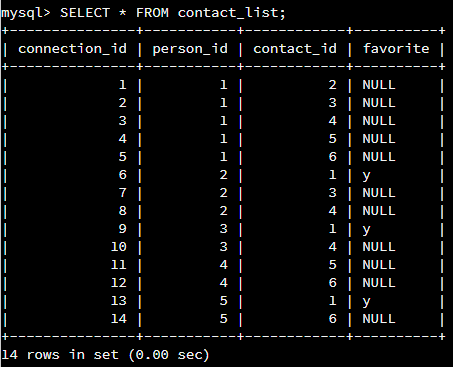 mysql> SELECT * FROM contact_list;
+---------------+-----------+------------+----------+
| connection_id | person_id | contact_id | favorite |
+---------------+-----------+------------+----------+
|             1 |         1 |          2 | NULL     |
|             2 |         1 |          3 | NULL     |
|             3 |         1 |          4 | NULL     |
|             4 |         1 |          5 | NULL     |
|             5 |         1 |          6 | NULL     |
|             6 |         2 |          1 | y        |
|             7 |         2 |          3 | NULL     |
|             8 |         2 |          4 | NULL     |
|             9 |         3 |          1 | y        |
|            10 |         3 |          4 | NULL     |
|            11 |         4 |          5 | NULL     |
|            12 |         4 |          6 | NULL     |
|            13 |         5 |          1 | y        |
|            14 |         5 |          6 | NULL     |
+---------------+-----------+------------+----------+
14 rows in set (0.00 sec)